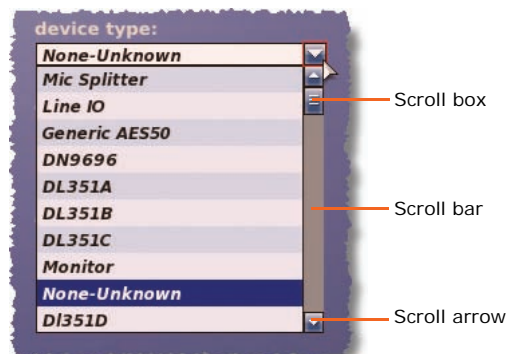 device type:
None-Unknown
Mic Splitter
Line IO
Generic AES50
DN9696
DL351A
DL351B
DL351C
Monitor
None-Unknown
Dl351D
Scroll box
Scroll bar
Scroll arrow